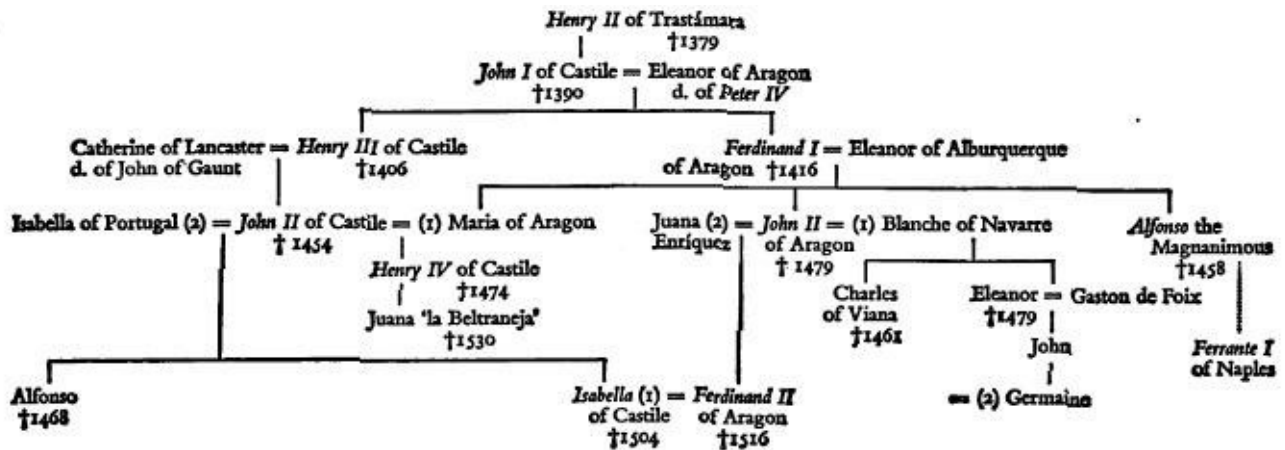 Henry II of Trastámara
†1379
John I of Castile = Eleanor of Aragon
†1390 d. of Peter IV
Catherine of Lancaster = Henry III of Castile Ferdinand I = Eleanor of Alburquerque
d. of John of Gaunt †1406 of Aragon †1416
Isabella of Portugal (2) = John II of Castile = (1) Maria of Aragon Juana (2) = John II = (1) Blanche of Navarre Alfonso the
† 1454 Enríquez of Aragon Magnanimous
† 1479 †1458
Henry IV of Castile Charles Eleanor = Gaston de Foix
†1474 of Viana †1479
Juana 'la Beltraneja' †1461
†1530 John Ferrante I
of Naples
Alfonso Isabella (1) = Ferdinand II = (2) Germaine
†1468 of Castile of Aragon
†1504 †1516